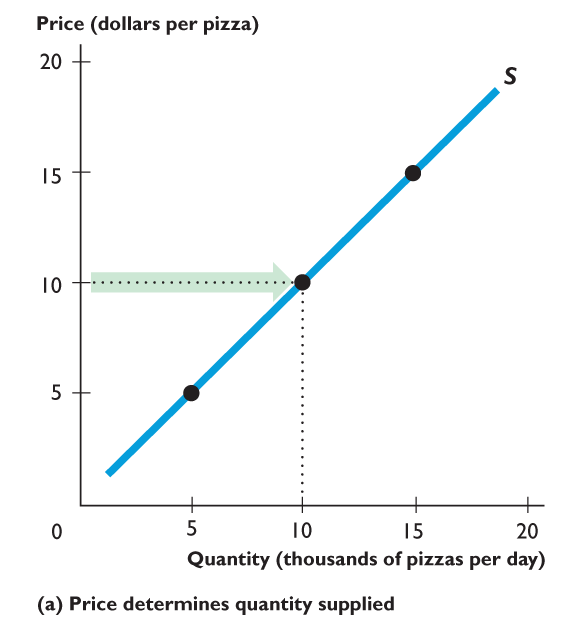 Price (dollars per pizza)
20
S
15
10
5
0
5
10
15
20
Quantity (thousands of pizzas per day)
(a) Price determines quantity supplied